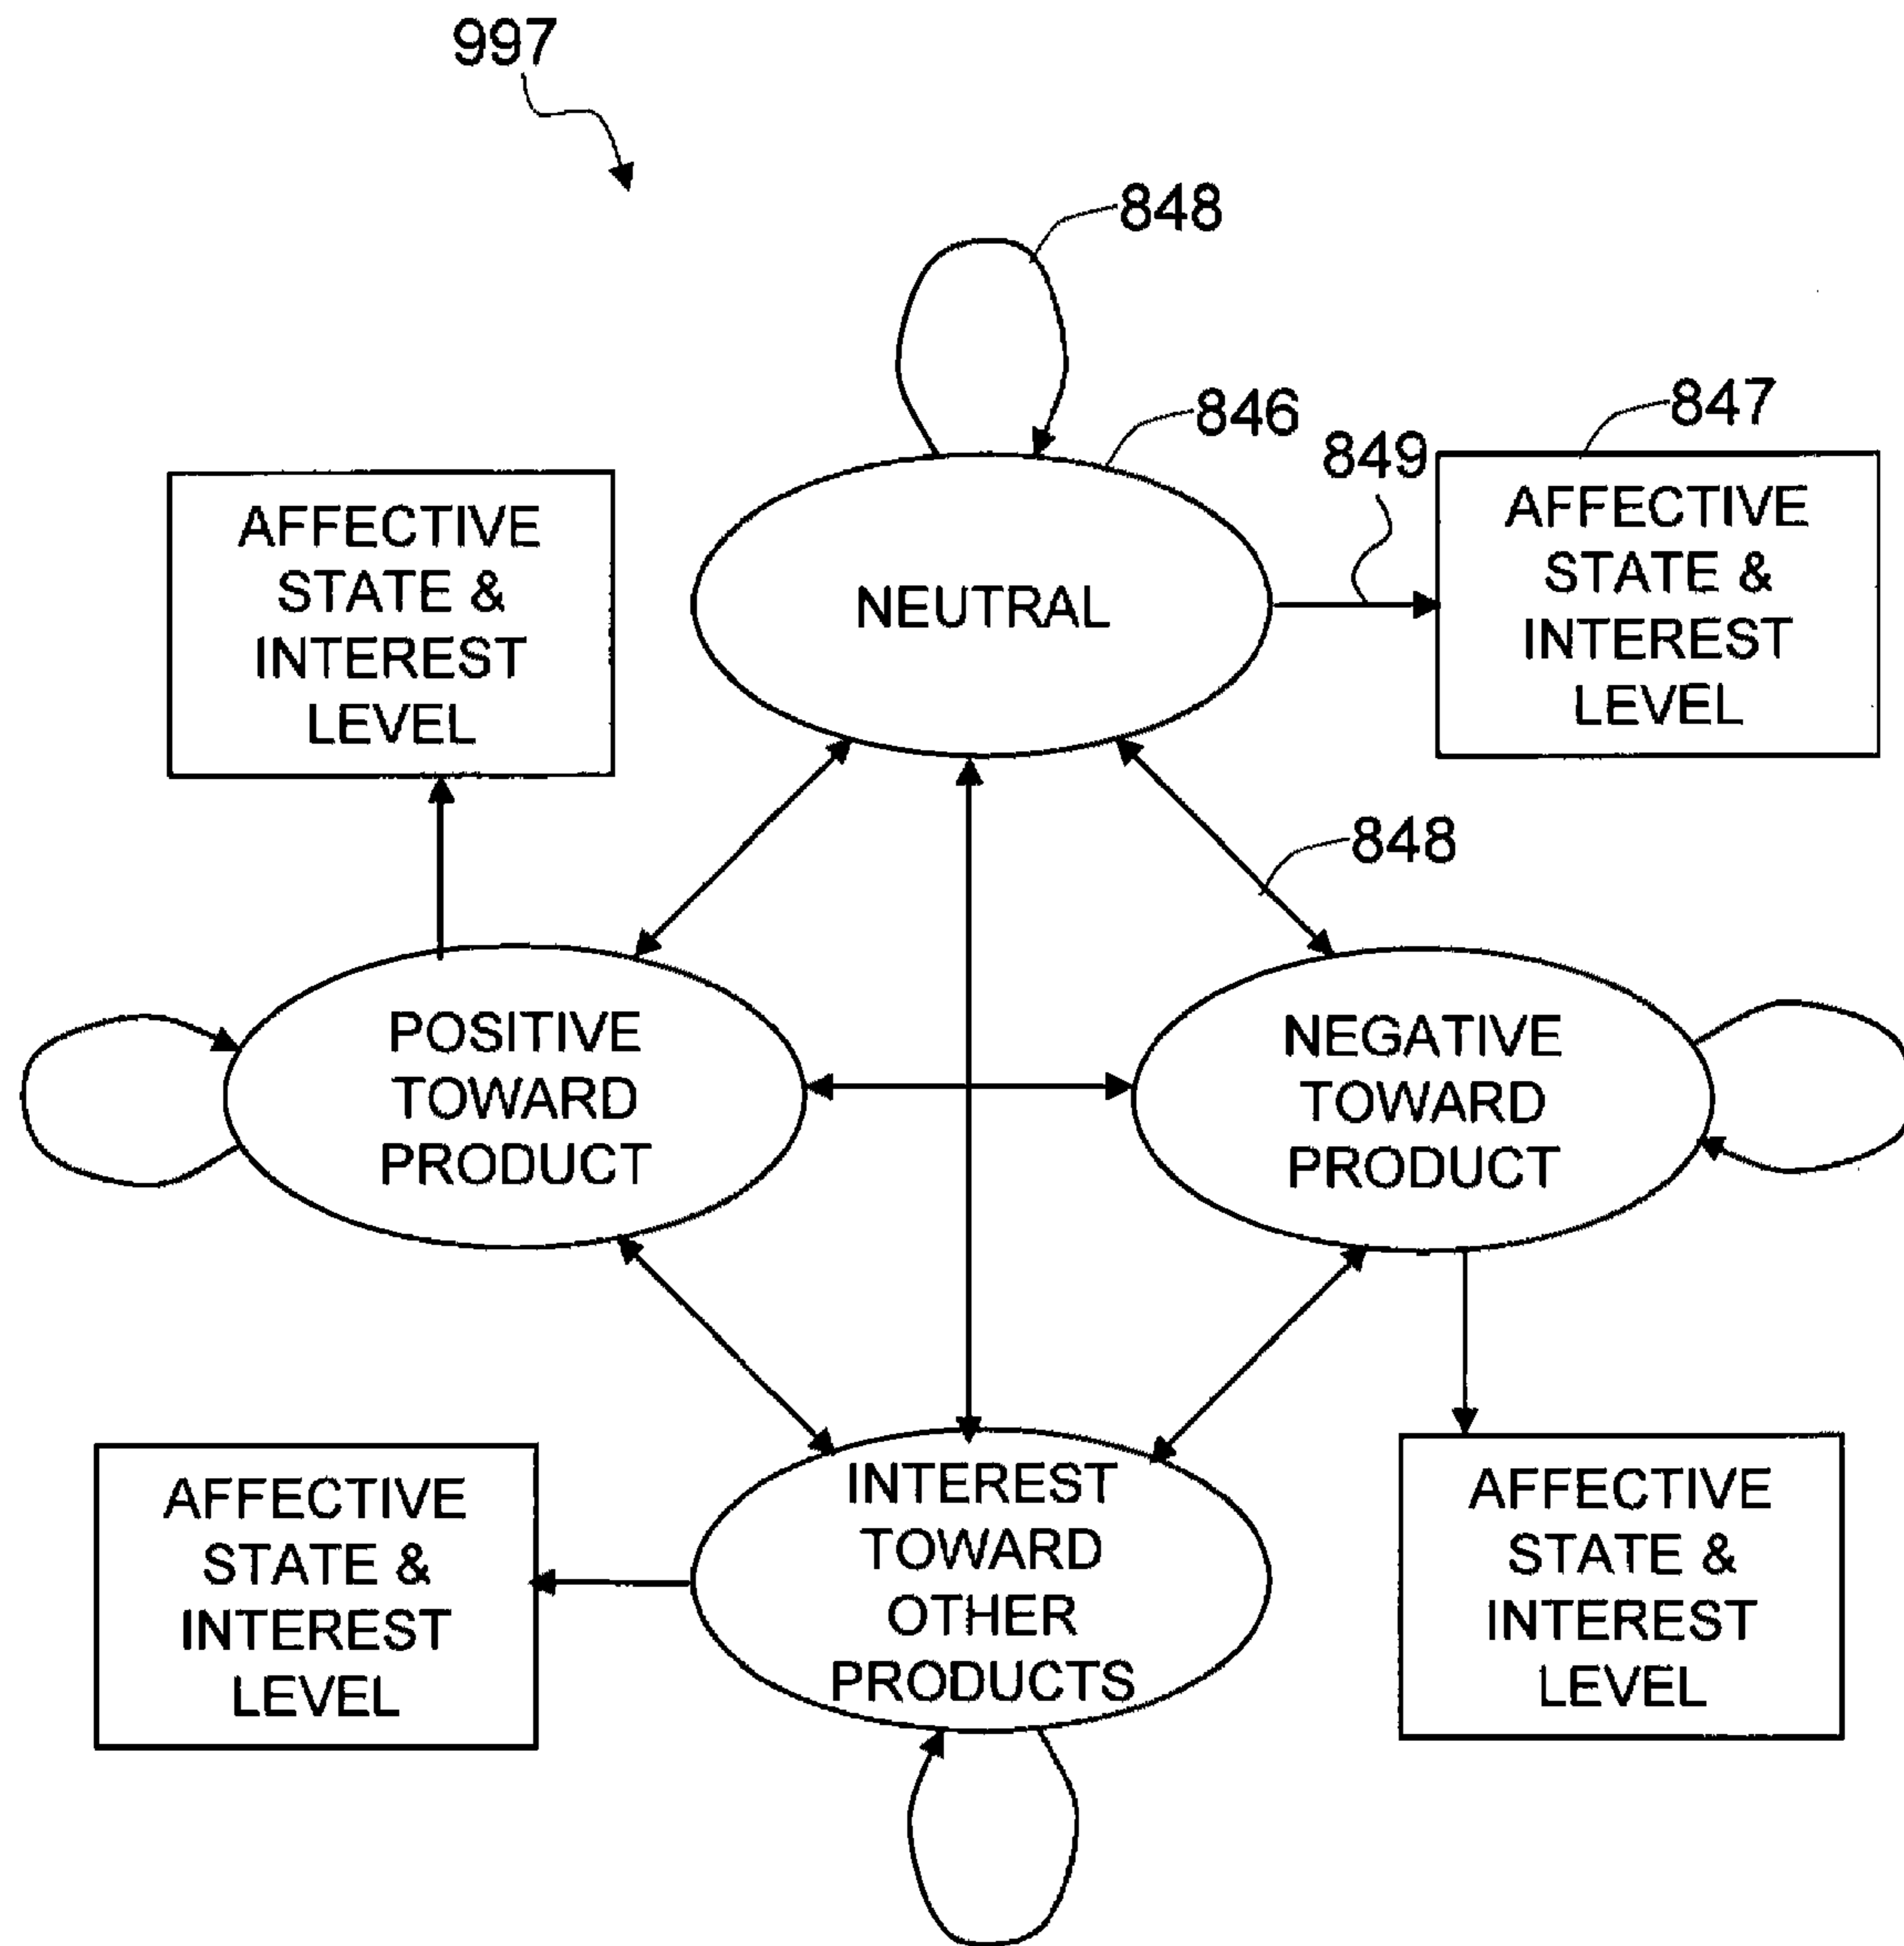 997
848
846
847
849
AFFECTIVE
STATE &
INTEREST
LEVEL
NEUTRAL
AFFECTIVE
STATE &
INTEREST
LEVEL
848
POSITIVE
TOWARD
PRODUCT
NEGATIVE
TOWARD
PRODUCT
AFFECTIVE
STATE &
INTEREST
LEVEL
INTEREST
TOWARD
OTHER
PRODUCTS
AFFECTIVE
STATE &
INTEREST
LEVEL